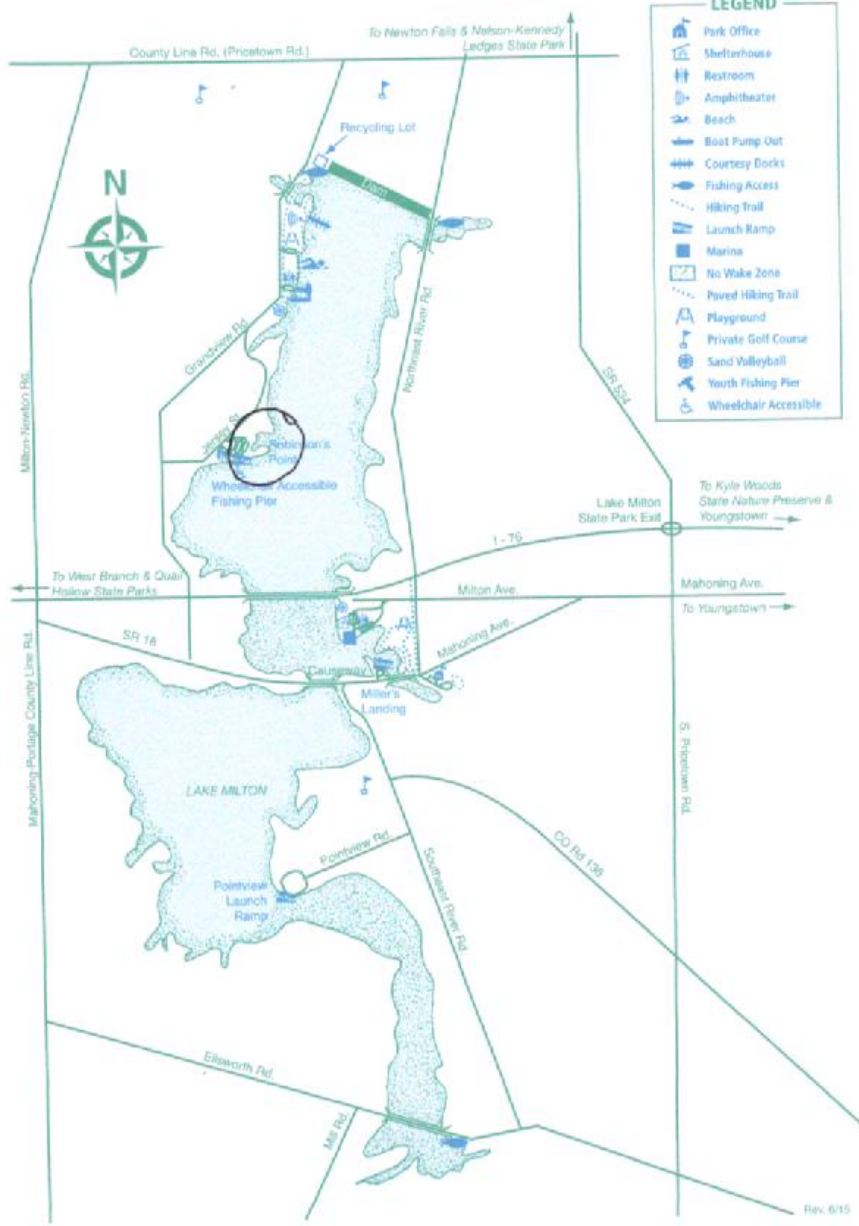 LEGEND
Park Office
Shelterhouse
Restroom
Amphitheater
Beach
Boat Pump Out
Courtesy Docks
Fishing Access
Hiking Trail
Launch Ramp
Marina
No Wake Zone
Paved Hiking Trail
Playground
Private Golf Course
Sand Volleyball
Youth Fishing Pier
Wheelchair Accessible
To Newton Falls & Nelson-Kennedy
Ledges State Park
County Line Rd. (Pricetown Rd.)
Recycling Lot
Dam
N
Grandview Rd.
Northeast River Rd.
Milton-Newton Rd.
SR 534
Jersey St.
Robinson's
Point
Wheelchair Accessible
Fishing Pier
Lake Milton
State Park Exit
To Kyle Woods
State Nature Preserve &
Youngstown
I - 76
To West Branch & Quail
Hollow State Parks
Milton Ave.
Mahoning Ave.
To Youngstown
SR 18
Mahoning Ave.
Causeway
Miller's
Landing
Mahoning-Portage County Line Rd.
S. Pricetown Rd.
LAKE MILTON
Pointview Rd.
CO Rd 136
Southeast River Rd.
Pointview
Launch
Ramp
Ellsworth Rd.
Mill Rd.
Rev. 6/15